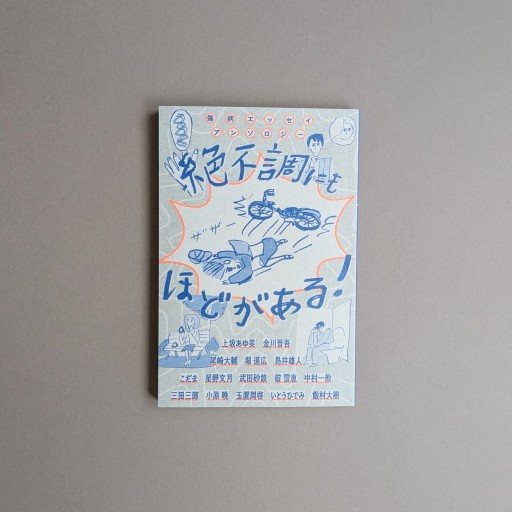 傷病エッセイ
アンソロジー
絶不調にも
ザザー
ほどがある!
上坂あゆ美 金川晋吾
尾崎大輔 堀道広 鳥井雄人
こだま 星野文月 武田砂鉄 碇雪恵 中村一般
三田三郎 小原晩 玉置周啓 いとうひでみ 飯村大樹